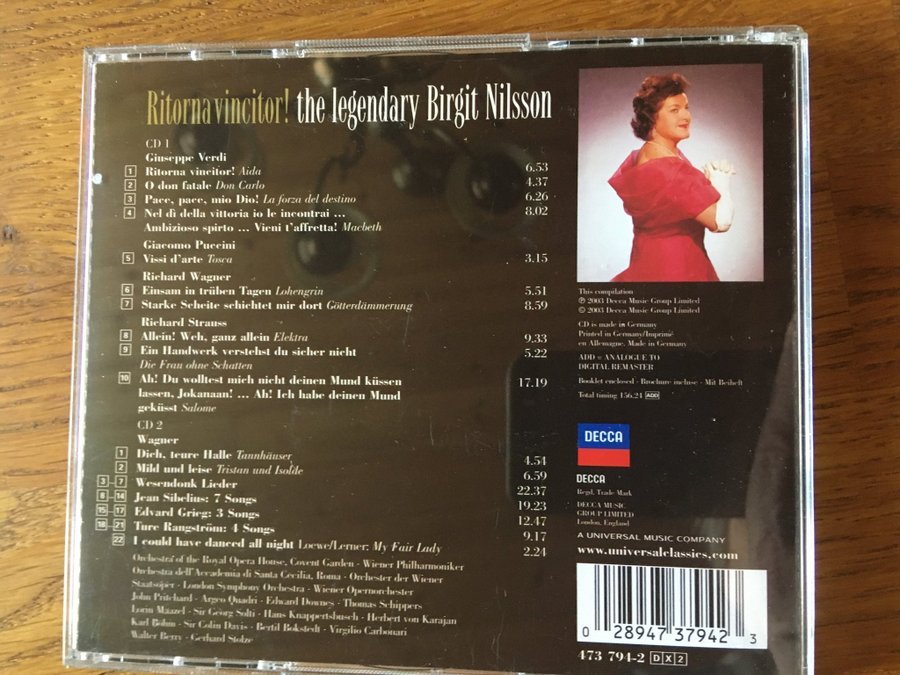 Ritorna vincitor! the legendary Birgit Nilsson
CD 1
Giuseppe Verdi
1 Ritorna vincitor! Aida 6.53
2 O don fatale Don Carlo 4.37
3 Pace, pace, mio Dio! La forza del destino 6.26
4 Nel dì della vittoria io le incontrai ... 8.02
Ambizioso spirto ... Vieni t'affretta! Macbeth
Giacomo Puccini
5 Vissi d'arte Tosca 3.15
Richard Wagner
6 Einsam in trüben Tagen Lohengrin 5.51
7 Starke Scheite schichtet mir dort Götterdämmerung 8.59
Richard Strauss
8 Allein! Weh, ganz allein Elektra 9.33
9 Ein Handwerk verstehst du sicher nicht 5.22
Die Frau ohne Schatten
10 Ah! Du wolltest mich nicht deinen Mund küssen 17.19
lassen, Jokanaan! ... Ah! Ich habe deinen Mund
geküsst Salome
CD 2
Wagner
1 Dich, teure Halle Tannhäuser 4.54
2 Mild und leise Tristan und Isolde 6.59
3 - 7 Wesendonk Lieder 22.37
8 - 14 Jean Sibelius: 7 Songs 19.23
15 - 17 Edvard Grieg: 3 Songs 12.47
18 - 21 Ture Rangström: 4 Songs 9.17
22 I could have danced all night Loewe/Lerner: My Fair Lady 2.24
Orchestra of the Royal Opera House, Covent Garden · Wiener Philharmoniker
Orchestra dell'Accademia di Santa Cecilia, Roma · Orchester der Wiener
Staatsoper · London Symphony Orchestra · Wiener Opernorchester
John Pritchard · Argeo Quadri · Edward Downes · Thomas Schippers
Lorin Maazel · Sir Georg Solti · Hans Knappertsbusch · Herbert von Karajan
Karl Böhm · Sir Colin Davis · Bertil Bokstedt · Virgilio Carbonari
Walter Berry · Gerhard Stolze
This compilation
℗ 2003 Decca Music Group Limited
© 2003 Decca Music Group Limited
CD is made in Germany
Printed in Germany/Imprimé
en Allemagne. Made in Germany
ADD = ANALOGUE TO
DIGITAL REMASTER
Booklet enclosed · Brochure incluse · Mit Beiheft
Total timing 156.24 ADD
DECCA
DECCA
Regd. Trade Mark
DECCA MUSIC
GROUP LIMITED
London, England
A UNIVERSAL MUSIC COMPANY
www.universalclassics.com
0 28947 37942 3
473 794-2 DX2